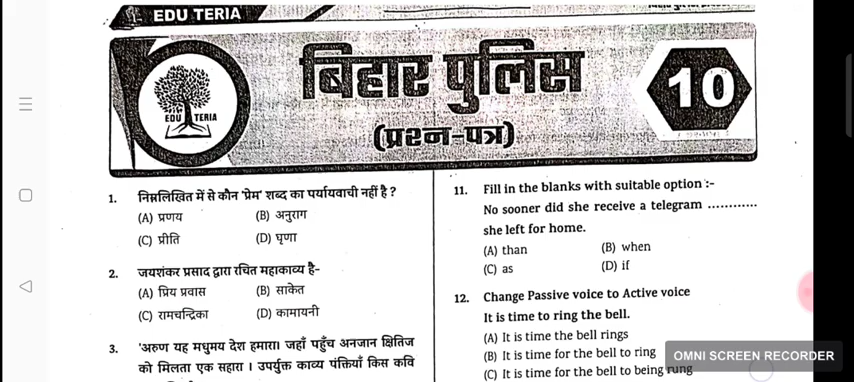 EDU TERIA
बिहार पुलिस
10
EDU TERIA
(प्रश्न-पत्र)
1. निम्नलिखित में से कौन 'प्रेम' शब्द का पर्यायवाची नहीं है ?
(A) प्रणय (B) अनुराग
(C) प्रीति (D) घृणा
2. जयशंकर प्रसाद द्वारा रचित महाकाव्य है-
(A) प्रिय प्रवास (B) साकेत
(C) रामचन्द्रिका (D) कामायनी
3. 'अरुण यह मधुमय देश हमारा। जहाँ पहुँच अनजान क्षितिज
को मिलता एक सहारा । उपर्युक्त काव्य पंक्तियाँ किस कवि
11. Fill in the blanks with suitable option :-
No sooner did she receive a telegram ............
she left for home.
(A) than (B) when
(C) as (D) if
12. Change Passive voice to Active voice
It is time to ring the bell.
(A) It is time the bell rings
(B) It is time for the bell to ring
(C) It is time for the bell to being rung
OMNI SCREEN RECORDER